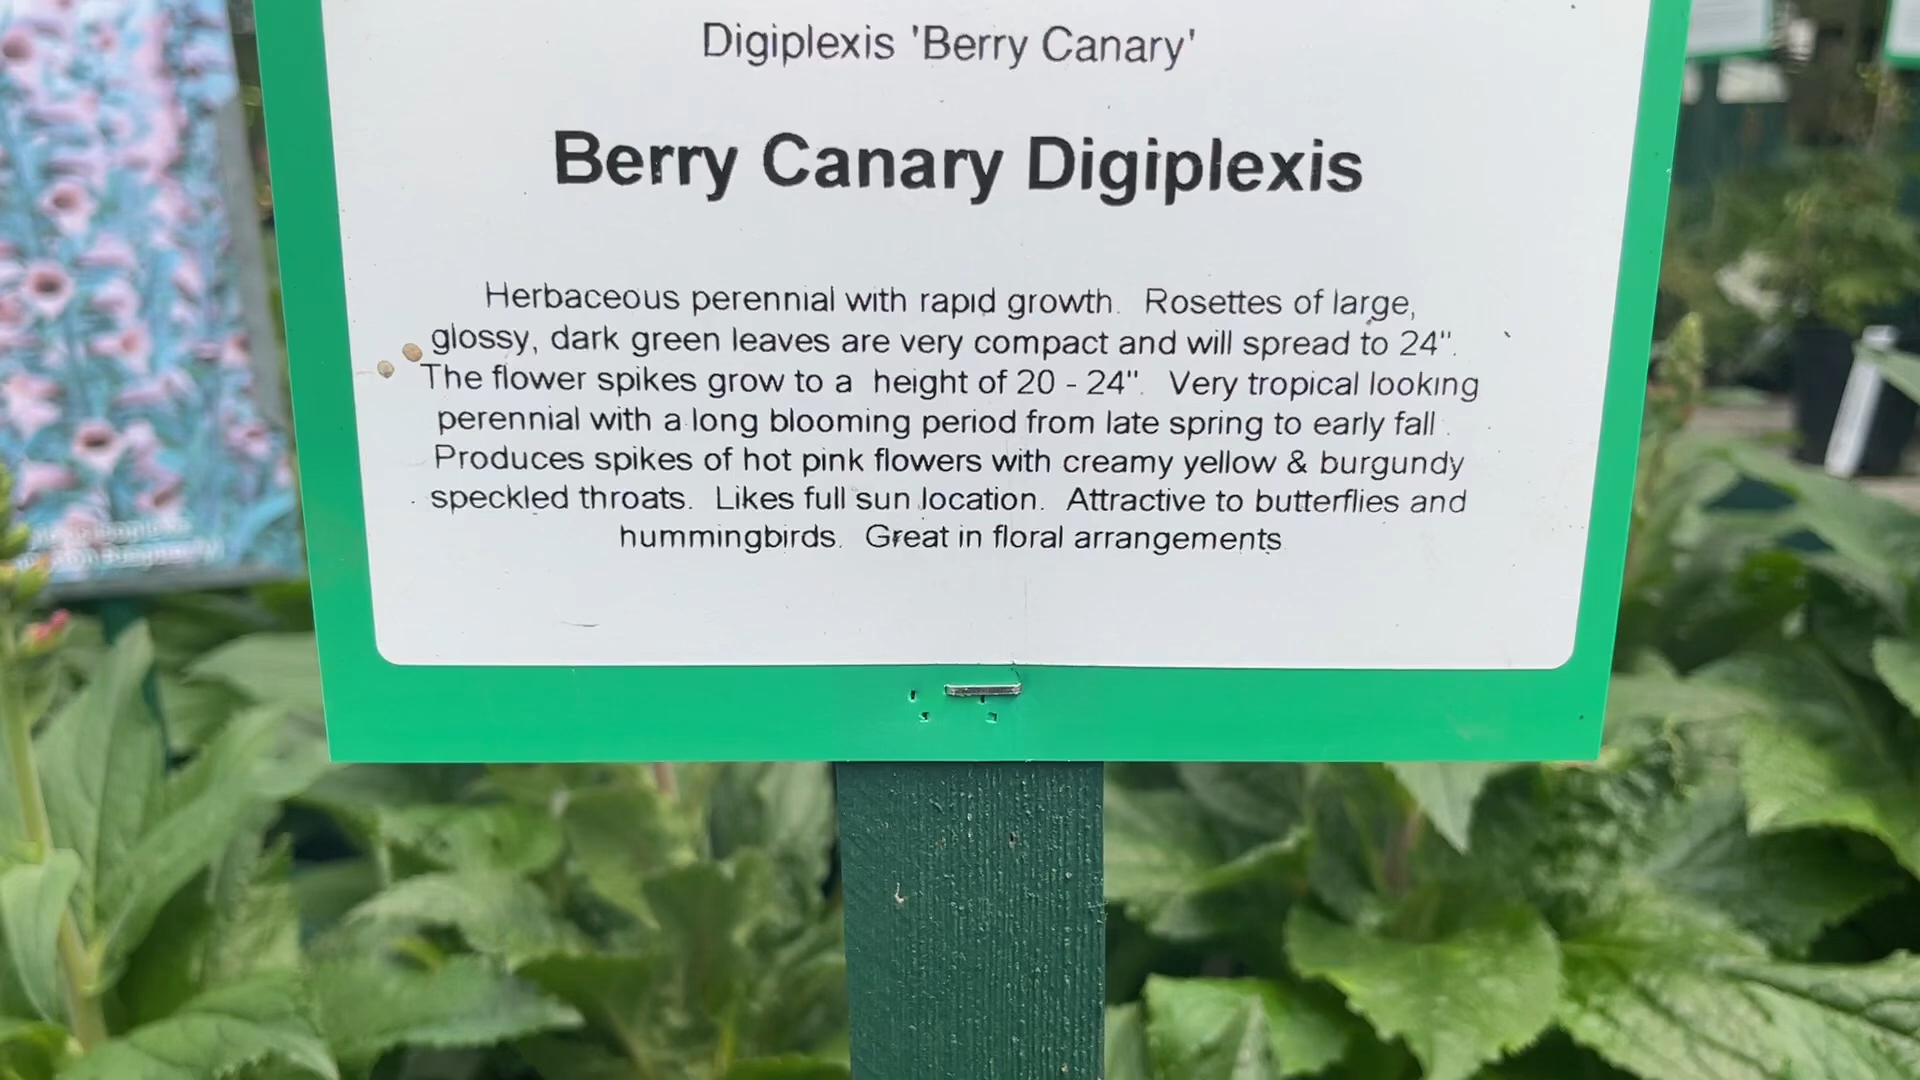 Digiplexis 'Berry Canary'
Berry Canary Digiplexis
Herbaceous perennial with rapid growth. Rosettes of large,
glossy, dark green leaves are very compact and will spread to 24".
The flower spikes grow to a height of 20 - 24". Very tropical looking
perennial with a long blooming period from late spring to early fall.
Produces spikes of hot pink flowers with creamy yellow & burgundy
speckled throats. Likes full sun location. Attractive to butterflies and
hummingbirds. Great in floral arrangements